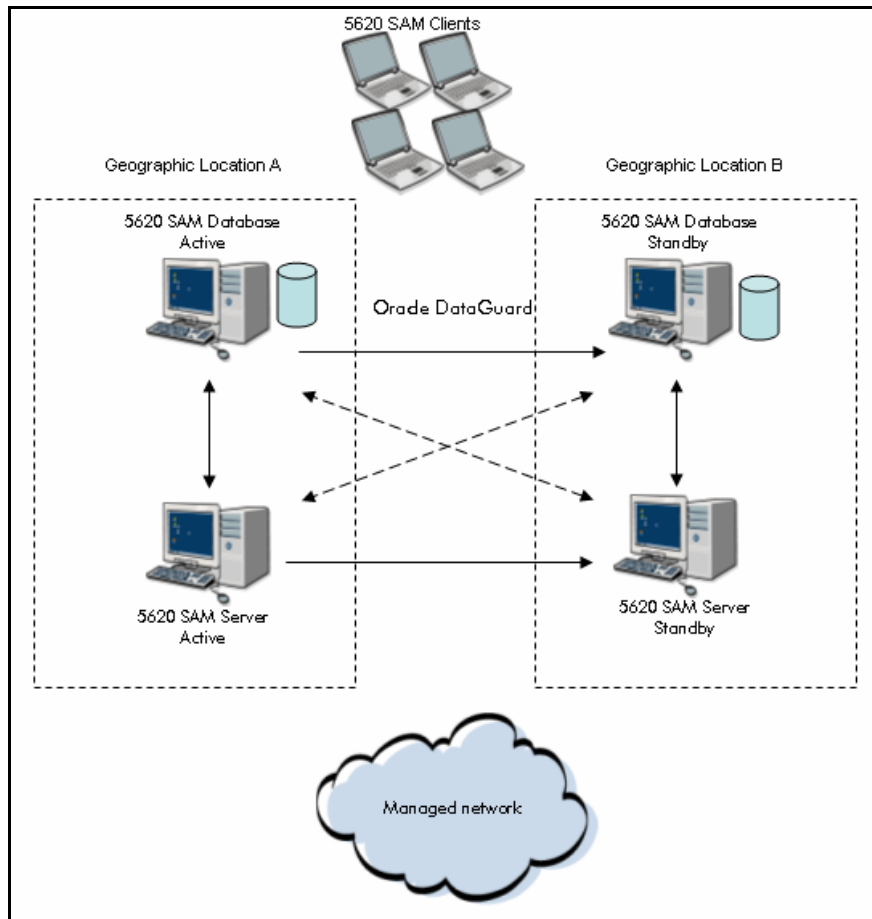 5620 SAM Clients
Geographic Location A
Geographic Location B
5620 SAM Database
Active
5620 SAM Database
Standby
Oracle DataGuard
5620 SAM Server
Active
5620 SAM Server
Standby
Managed network